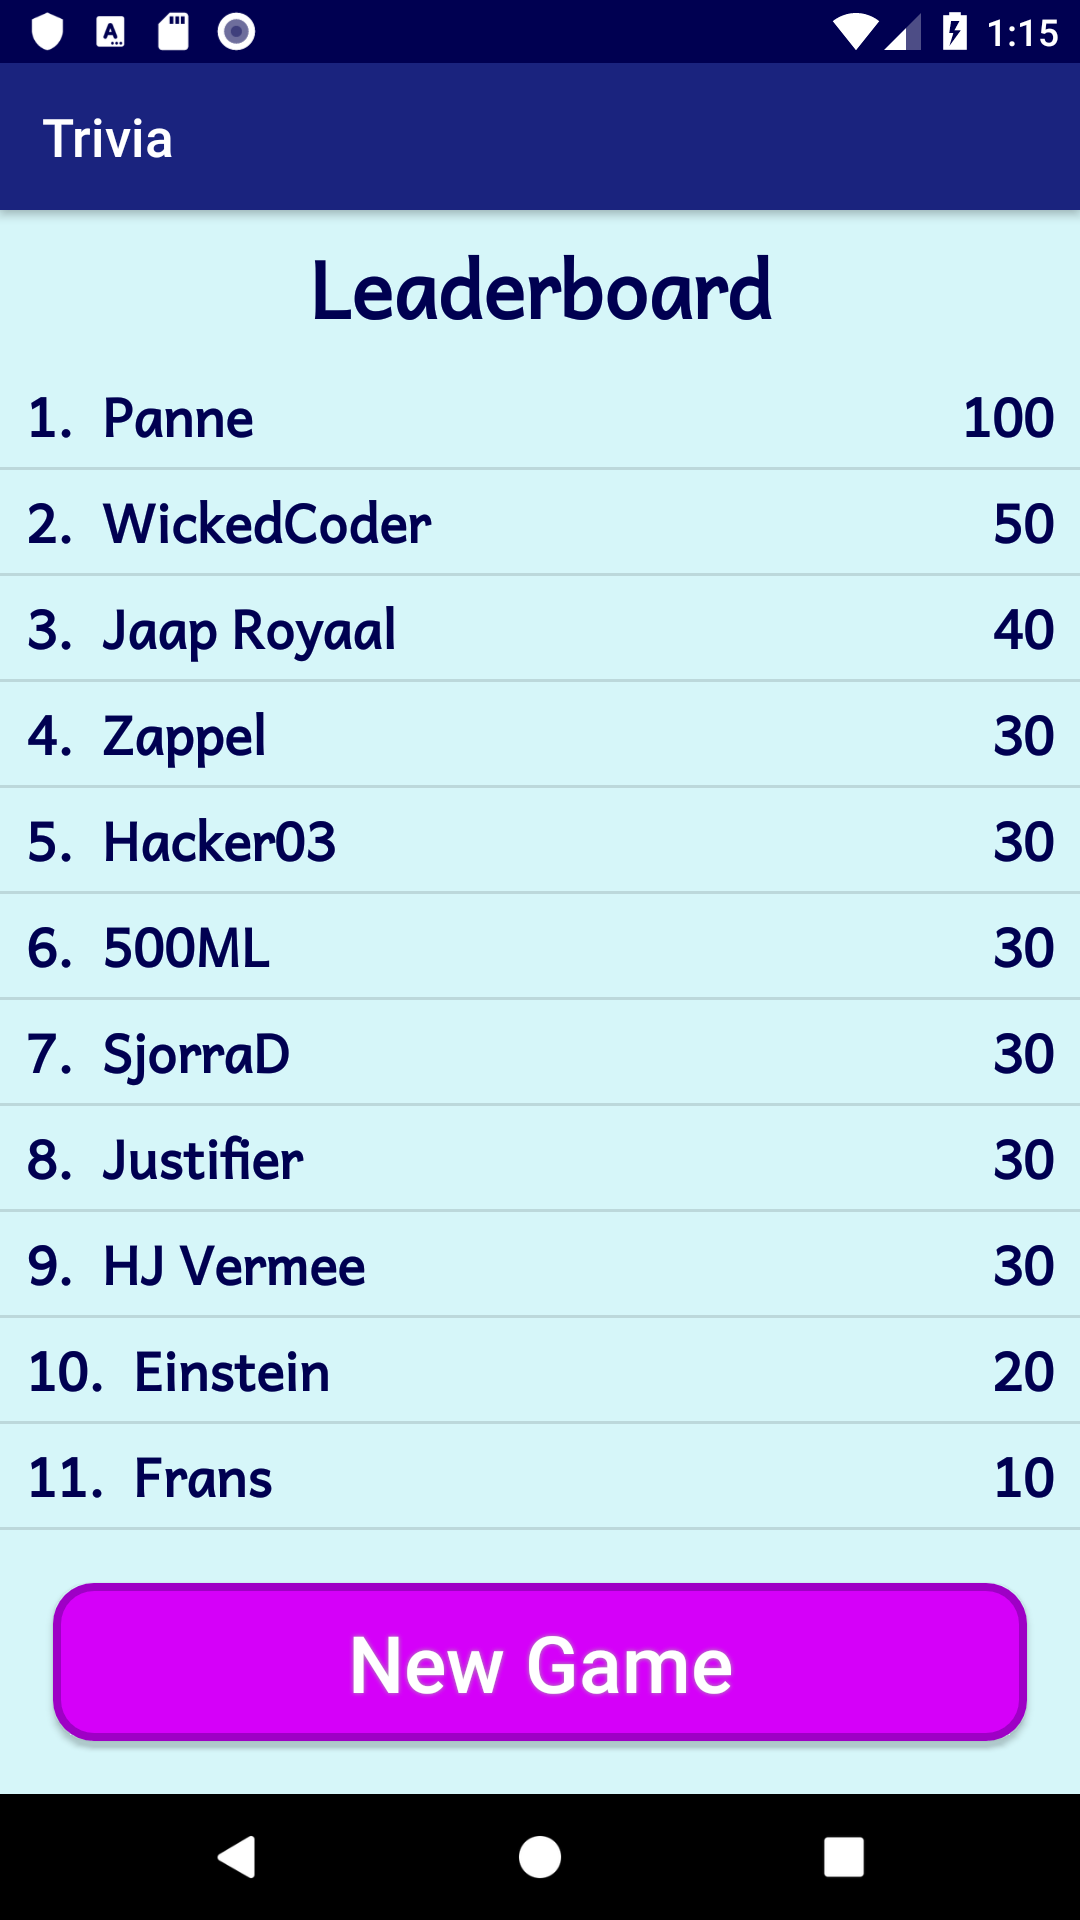 1:15
Trivia
Leaderboard
1. Panne 100
2. WickedCoder 50
3. Jaap Royaal 40
4. Zappel 30
5. Hacker03 30
6. 500ML 30
7. SjorraD 30
8. Justifier 30
9. HJ Vermee 30
10. Einstein 20
11. Frans 10
New Game